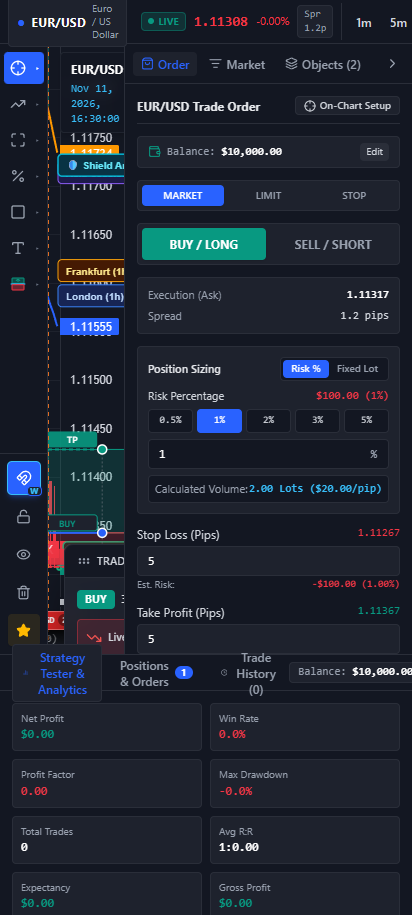 EUR/USD
Euro
/ US
Dollar
LIVE
1.11308
-0.00%
Spr
1.2p
1m
5m
Order
Market
Objects (2)
EUR/USD
Nov 11,
2026,
16:30:00
1.11750
1.11724
Shield
1.11700
1.11650
Frankfurt (1h
London (1h)
1.11555
1.11500
1.11450
TP
1.11400
BUY
50
BUY
Live
EUR/USD Trade Order
On-Chart Setup
Balance: $10,000.00
Edit
MARKET
LIMIT
STOP
BUY / LONG
SELL / SHORT
Execution (Ask)
1.11317
Spread
1.2 pips
Position Sizing
Risk %
Fixed Lot
Risk Percentage
$100.00 (1%)
0.5%
1%
2%
3%
5%
1
%
Calculated Volume: 2.00 Lots ($20.00/pip)
Stop Loss (Pips)
1.11267
5
Est. Risk:
-$100.00 (1.00%)
Take Profit (Pips)
1.11367
5
W
Strategy
Tester &
Analytics
Positions
& Orders
1
Trade
History
(0)
Balance: $10,000.00
Net Profit
$0.00
Win Rate
0.0%
Profit Factor
0.00
Max Drawdown
-0.0%
Total Trades
0
Avg R:R
1:0.00
Expectancy
$0.00
Gross Profit
$0.00